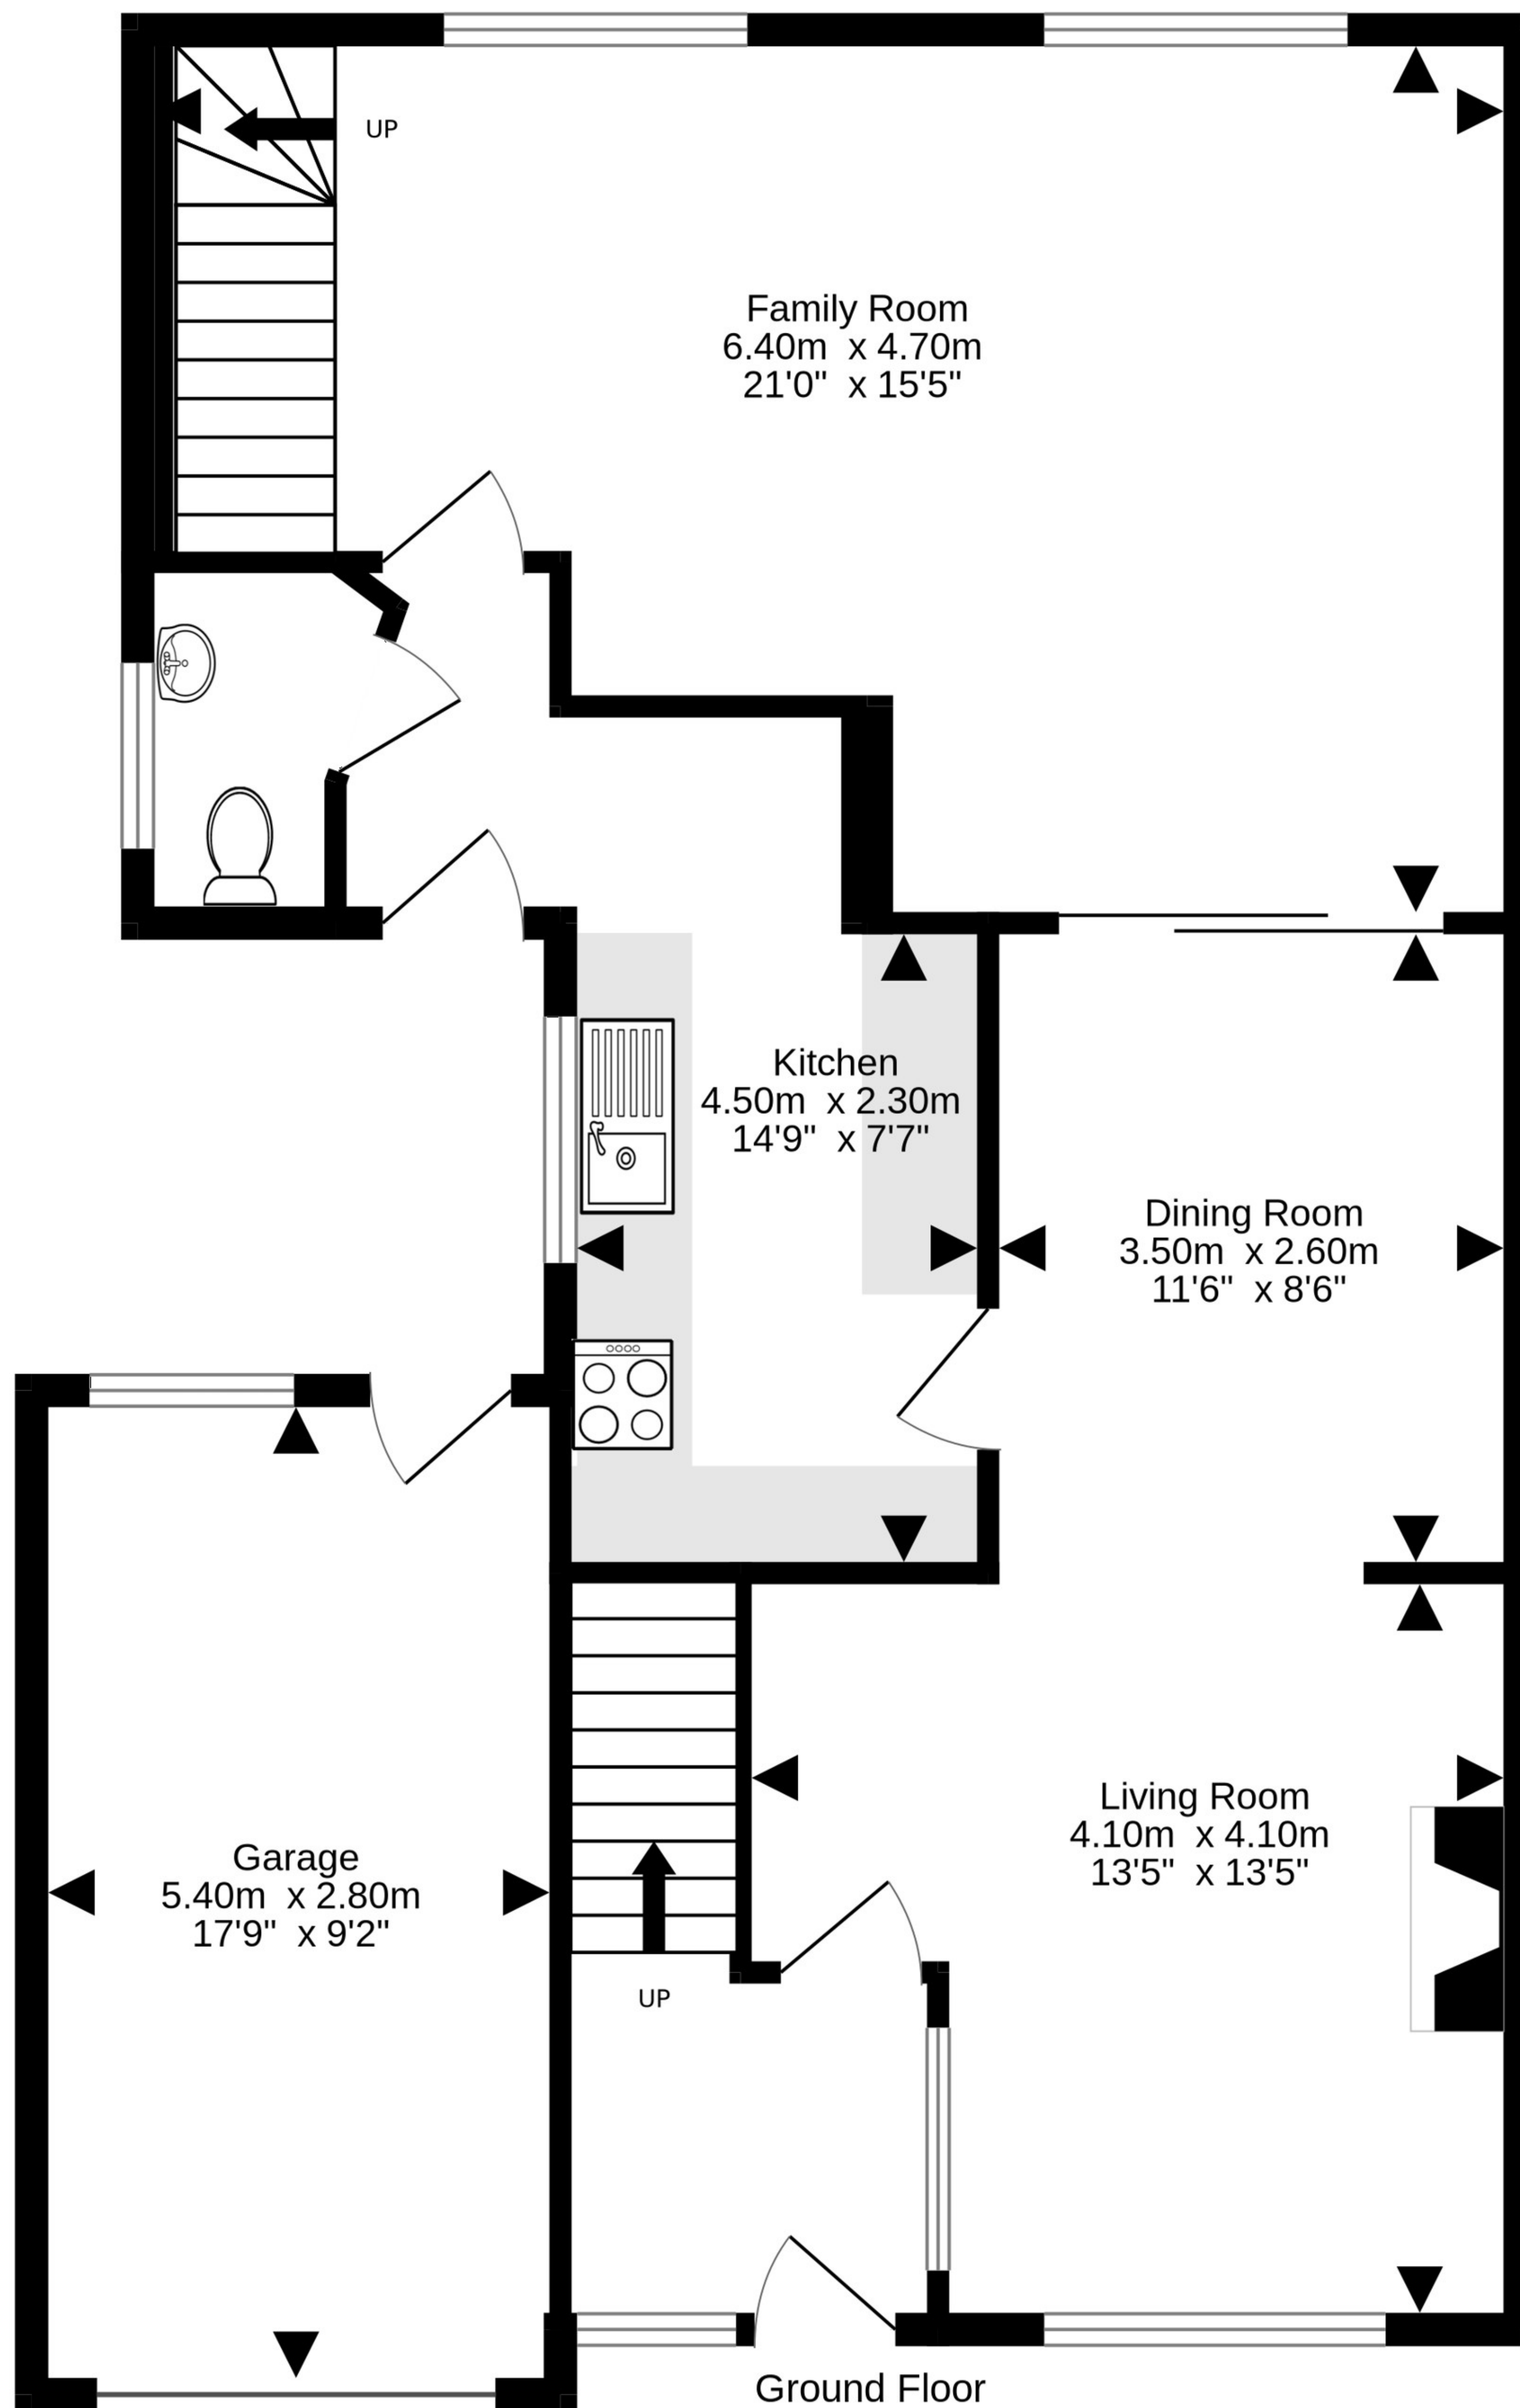 UP
Family Room
6.40m x 4.70m
21'0" x 15'5"
Kitchen
4.50m x 2.30m
14'9" x 7'7"
Dining Room
3.50m x 2.60m
11'6" x 8'6"
Living Room
4.10m x 4.10m
13'5" x 13'5"
Garage
5.40m x 2.80m
17'9" x 9'2"
UP
Ground Floor